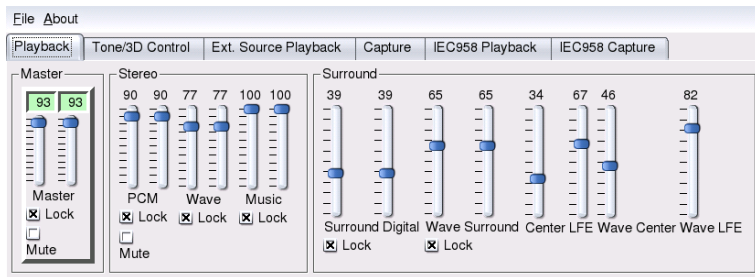 File About
Playback Tone/3D Control Ext. Source Playback Capture IEC958 Playback IEC958 Capture
Master Stereo Surround
93 93 90 90 77 77 100 100 39 39 65 65 34 67 46 82
Master PCM Wave Music Surround Digital Wave Surround Center LFE Wave Center Wave LFE
Lock Lock Lock Lock Lock Lock
Mute Mute